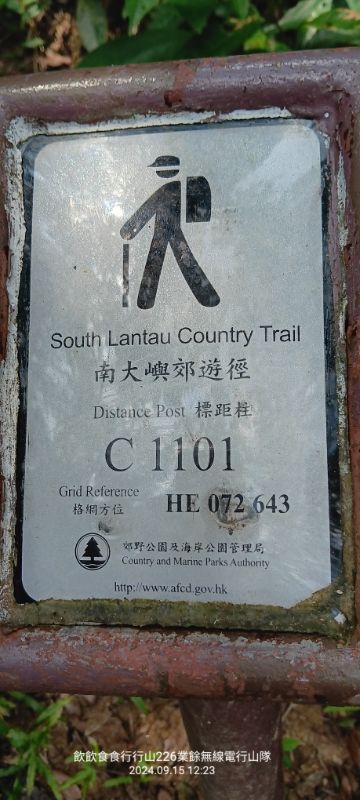 South Lantau Country Trail
南大嶼郊遊徑
Distance Post 標距柱
C 1101
Grid Reference
格網方位
HE 072 643
郊野公園及海岸公園管理局
Country and Marine Parks Authority
http://www.afcd.gov.hk
飲飲食食行行山226業餘無線電行山隊
2024.09.15 12:23